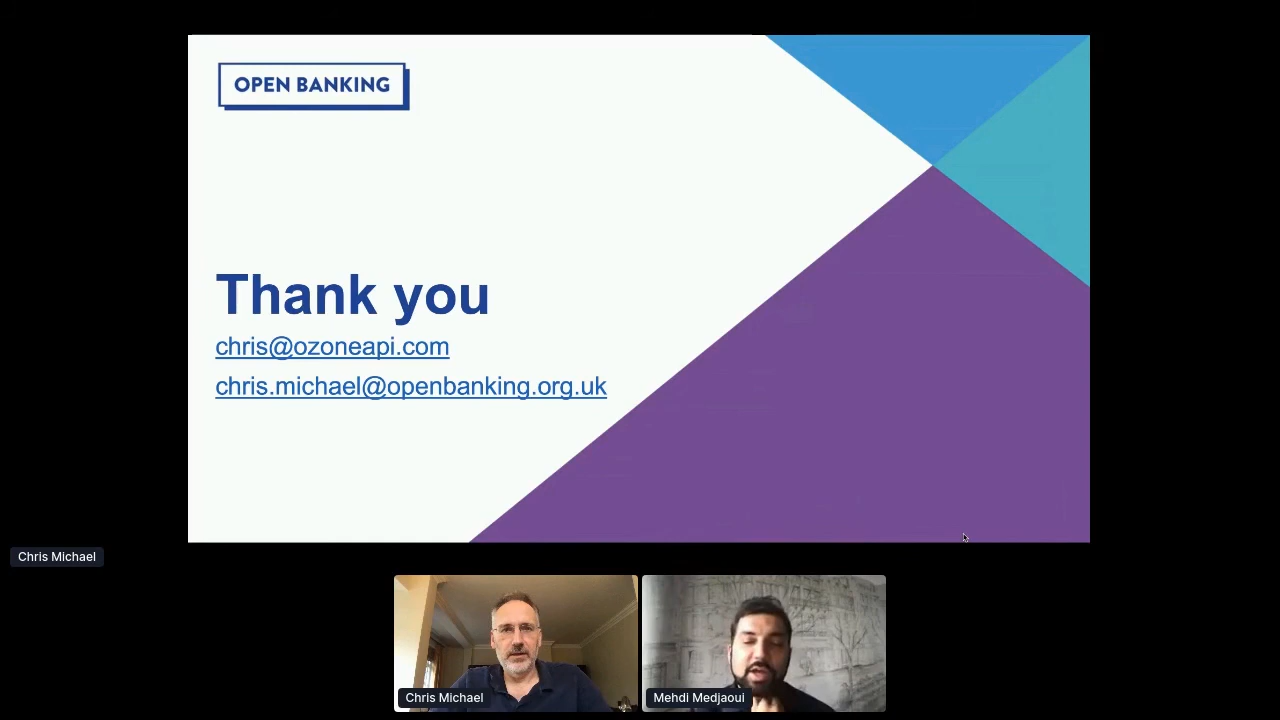 OPEN BANKING
Thank you
chris@ozoneapi.com
chris.michael@openbanking.org.uk
Chris Michael
Chris Michael
Mehdi Medjaoui